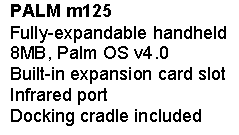 PALM m125
Fully-expandable handheld
8MB, Palm OS v4.0
Built-in expansion card slot
Infrared port
Docking cradle included